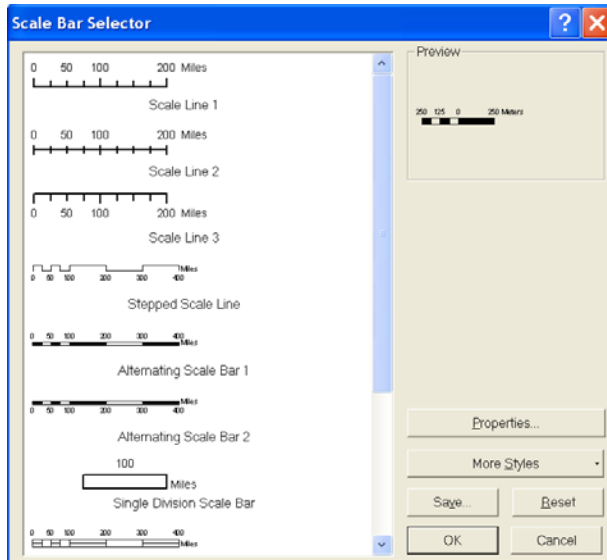 Scale Bar Selector
0 50 100 200 Miles
Scale Line 1
0 50 100 200 Miles
Scale Line 2
0 50 100 200 Miles
Scale Line 3
Miles
0 50 100 200 300 400
Stepped Scale Line
0 50 100 200 300 400
Miles
Alternating Scale Bar 1
Miles
0 50 100 200 300 400
Alternating Scale Bar 2
100
Miles
Single Division Scale Bar
0 50 100 200 300 400
Miles
Preview
250 125 0 250 Meters
Properties...
More Styles
Save...
Reset
OK
Cancel